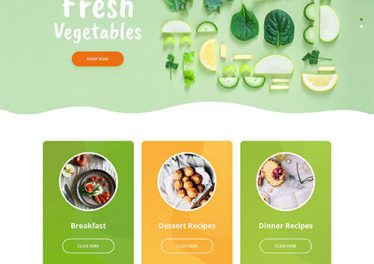 Fresh
Vegetables
SHOP NOW
Breakfast
Dessert Recipes
Dinner Recipes
CLICK HERE
CLICK HERE
CLICK HERE